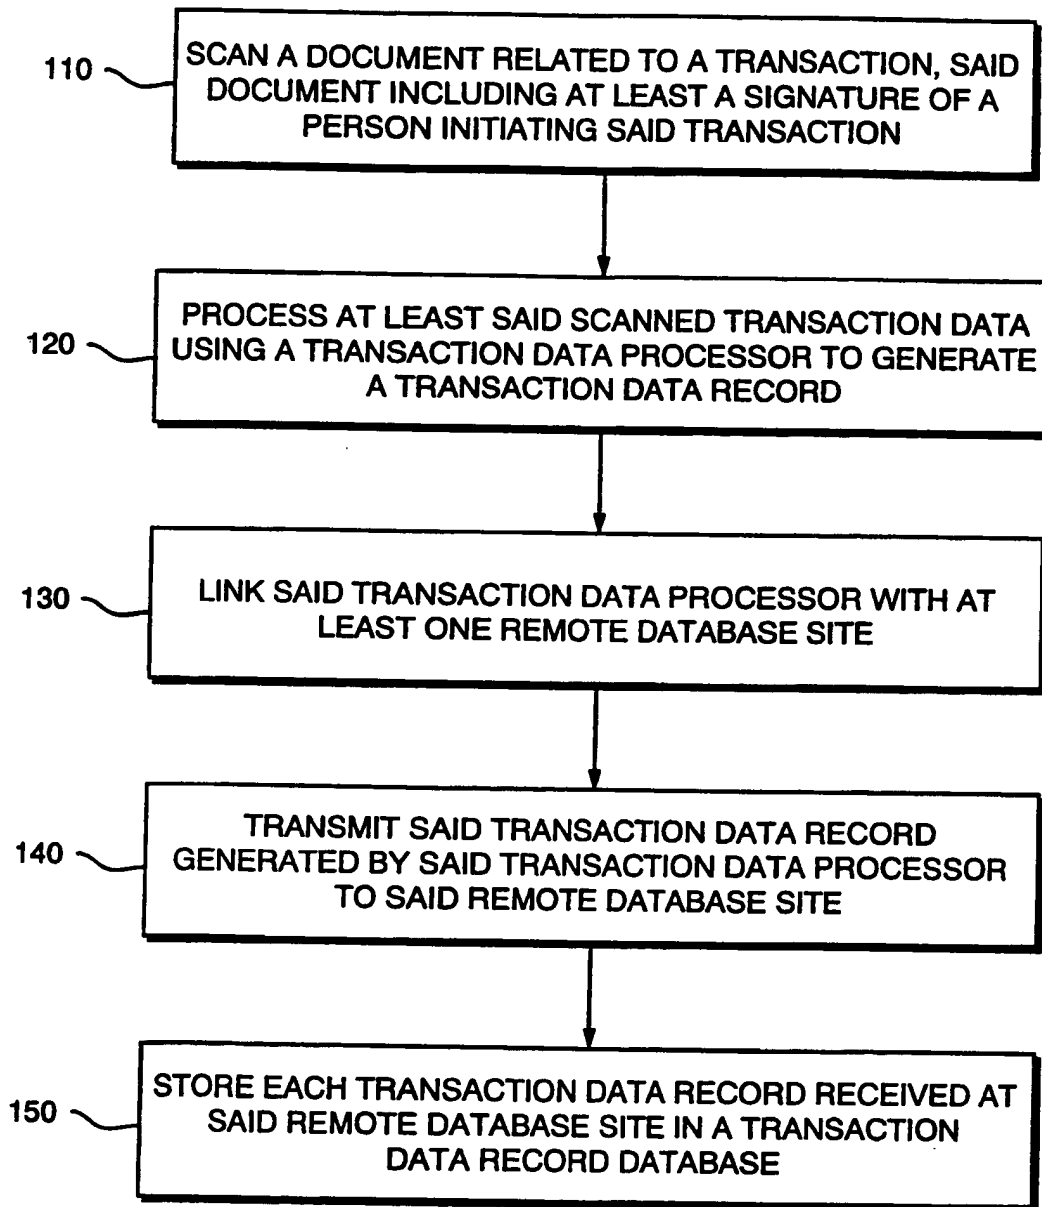 110
SCAN A DOCUMENT RELATED TO A TRANSACTION, SAID
DOCUMENT INCLUDING AT LEAST A SIGNATURE OF A
PERSON INITIATING SAID TRANSACTION
120
PROCESS AT LEAST SAID SCANNED TRANSACTION DATA
USING A TRANSACTION DATA PROCESSOR TO GENERATE
A TRANSACTION DATA RECORD
130
LINK SAID TRANSACTION DATA PROCESSOR WITH AT
LEAST ONE REMOTE DATABASE SITE
140
TRANSMIT SAID TRANSACTION DATA RECORD
GENERATED BY SAID TRANSACTION DATA PROCESSOR
TO SAID REMOTE DATABASE SITE
150
STORE EACH TRANSACTION DATA RECORD RECEIVED AT
SAID REMOTE DATABASE SITE IN A TRANSACTION
DATA RECORD DATABASE